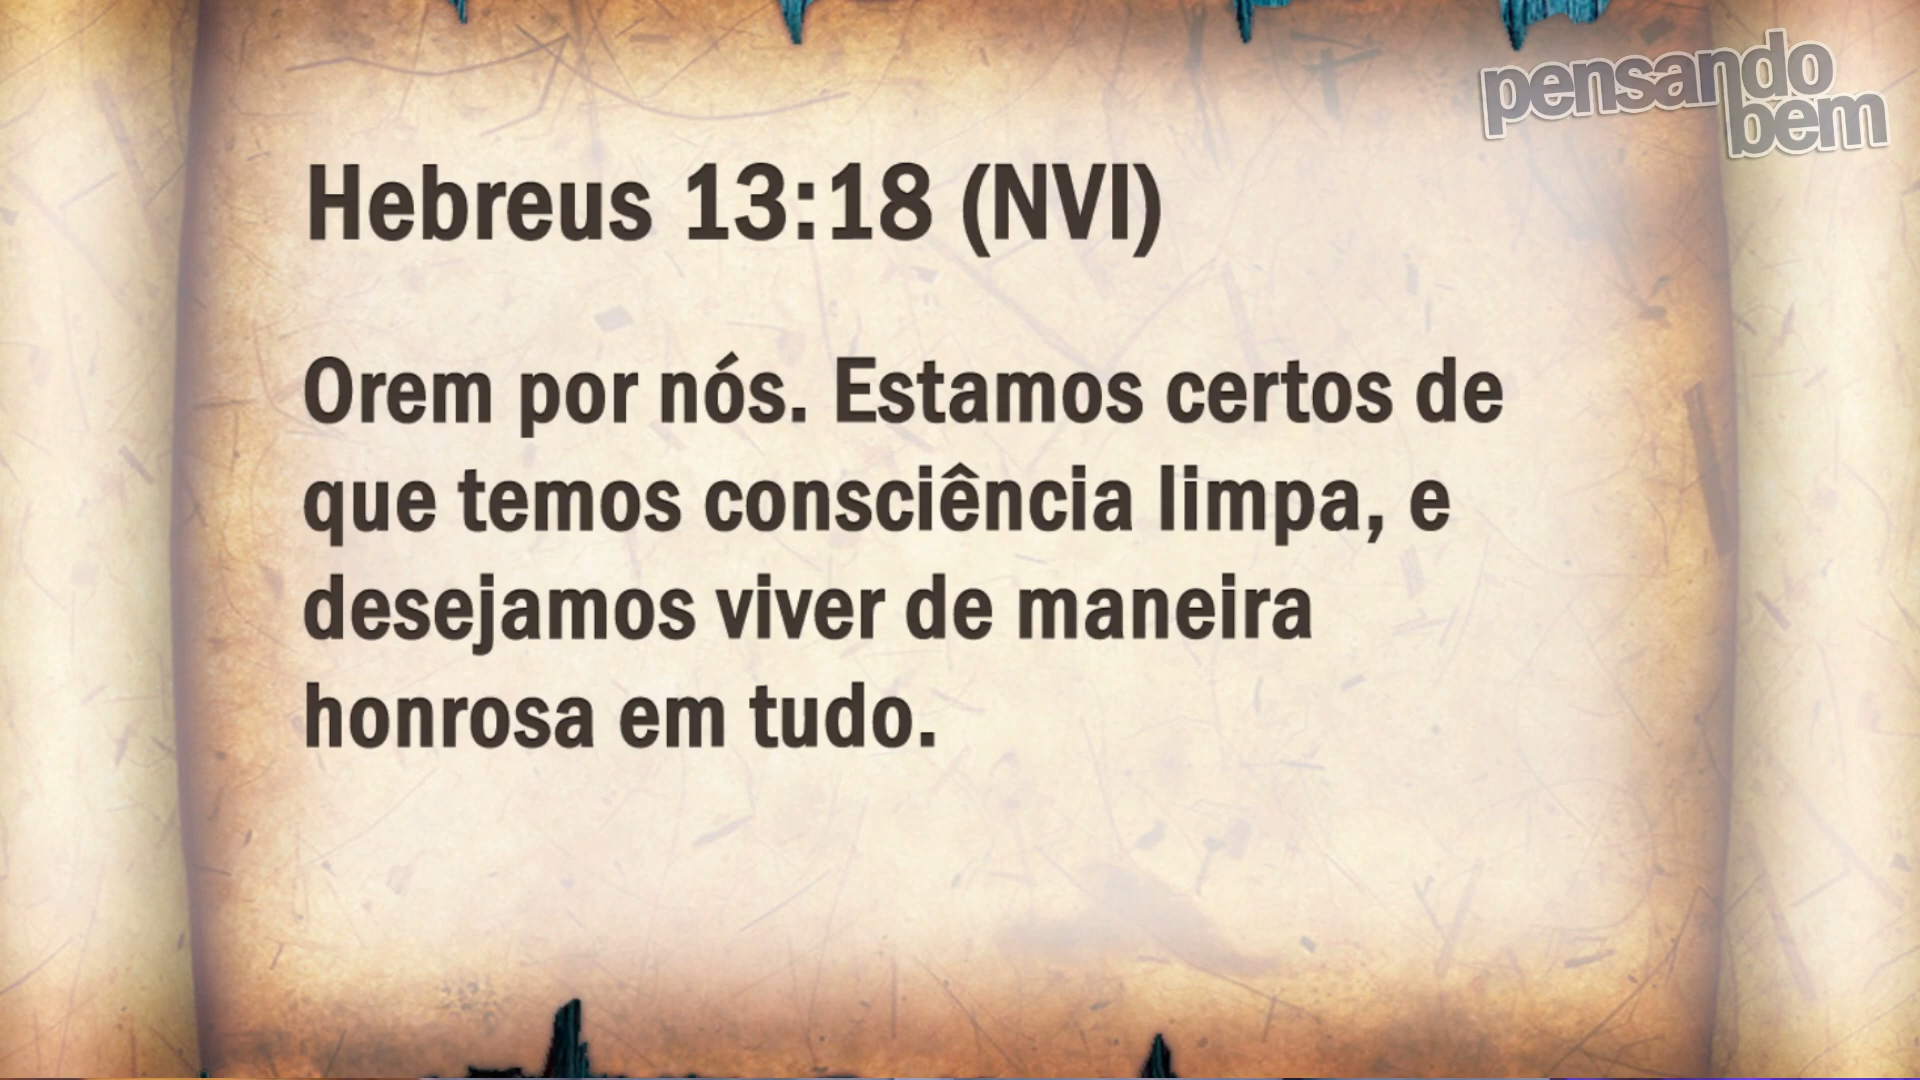 pensando
bem
Hebreus 13:18 (NVI)
Orem por nós. Estamos certos de
que temos consciência limpa, e
desejamos viver de maneira
honrosa em tudo.